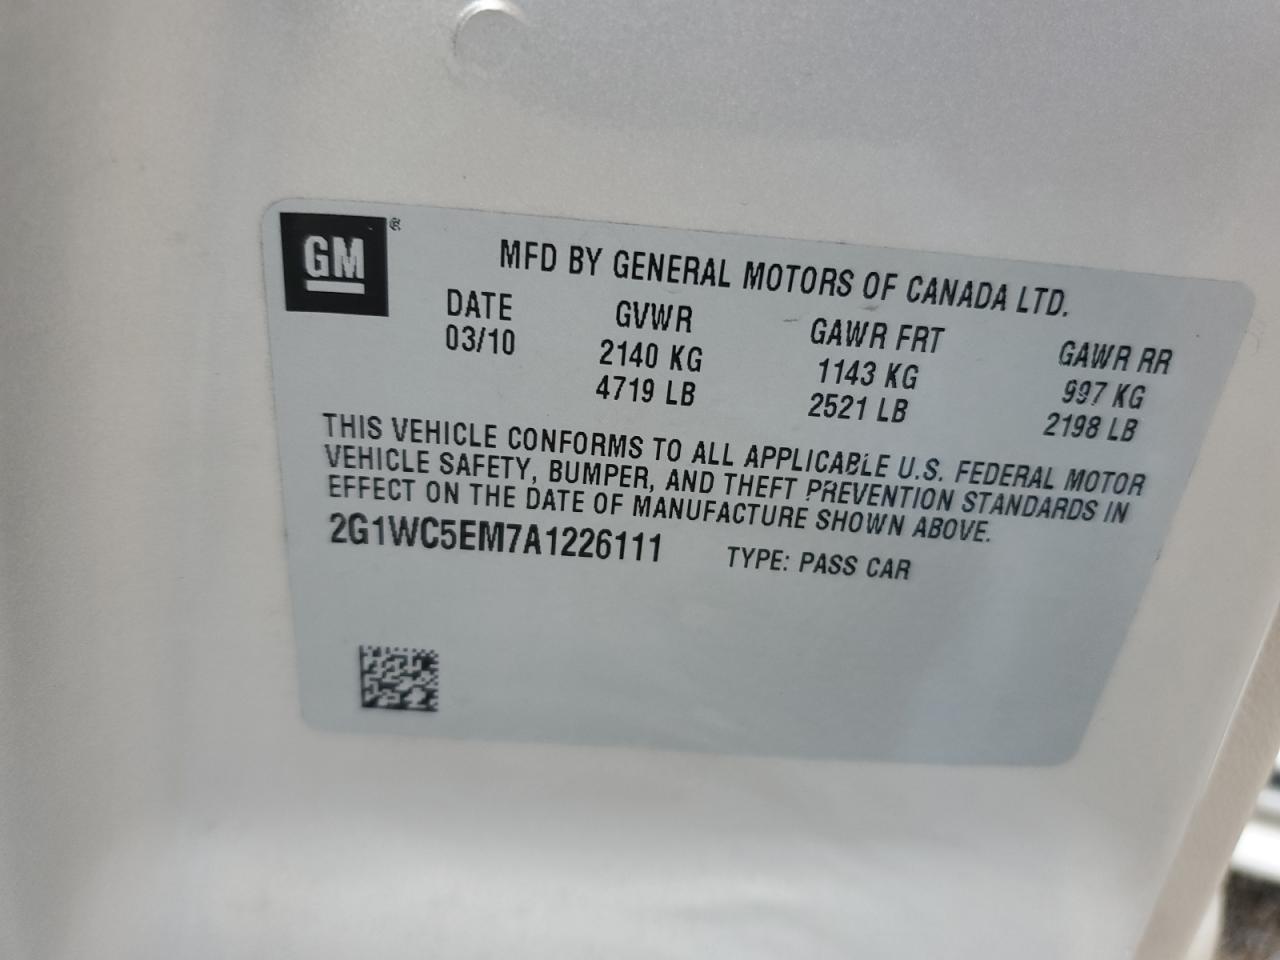 GM®
MFD BY GENERAL MOTORS OF CANADA LTD.
DATE GVWR GAWR FRT GAWR RR
03/10 2140 KG 1143 KG 997 KG
4719 LB 2521 LB 2198 LB
THIS VEHICLE CONFORMS TO ALL APPLICABLE U.S. FEDERAL MOTOR
VEHICLE SAFETY, BUMPER, AND THEFT PREVENTION STANDARDS IN
EFFECT ON THE DATE OF MANUFACTURE SHOWN ABOVE.
2G1WC5EM7A1226111 TYPE: PASS CAR